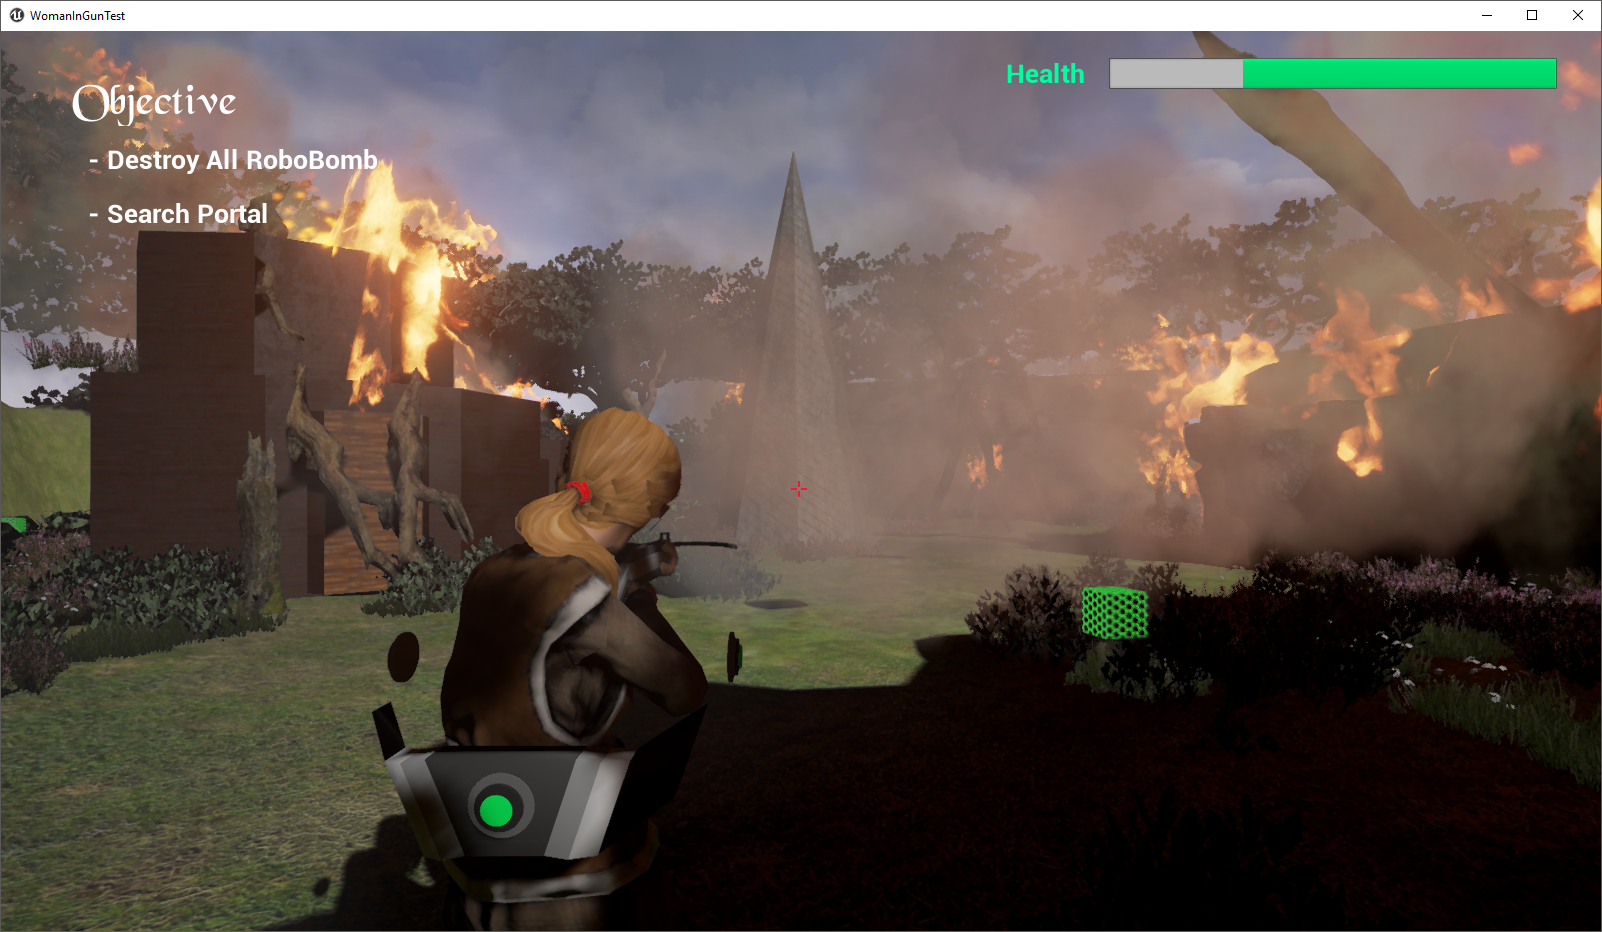 WomanInGunTest
Health
Objective
- Destroy All RoboBomb
- Search Portal